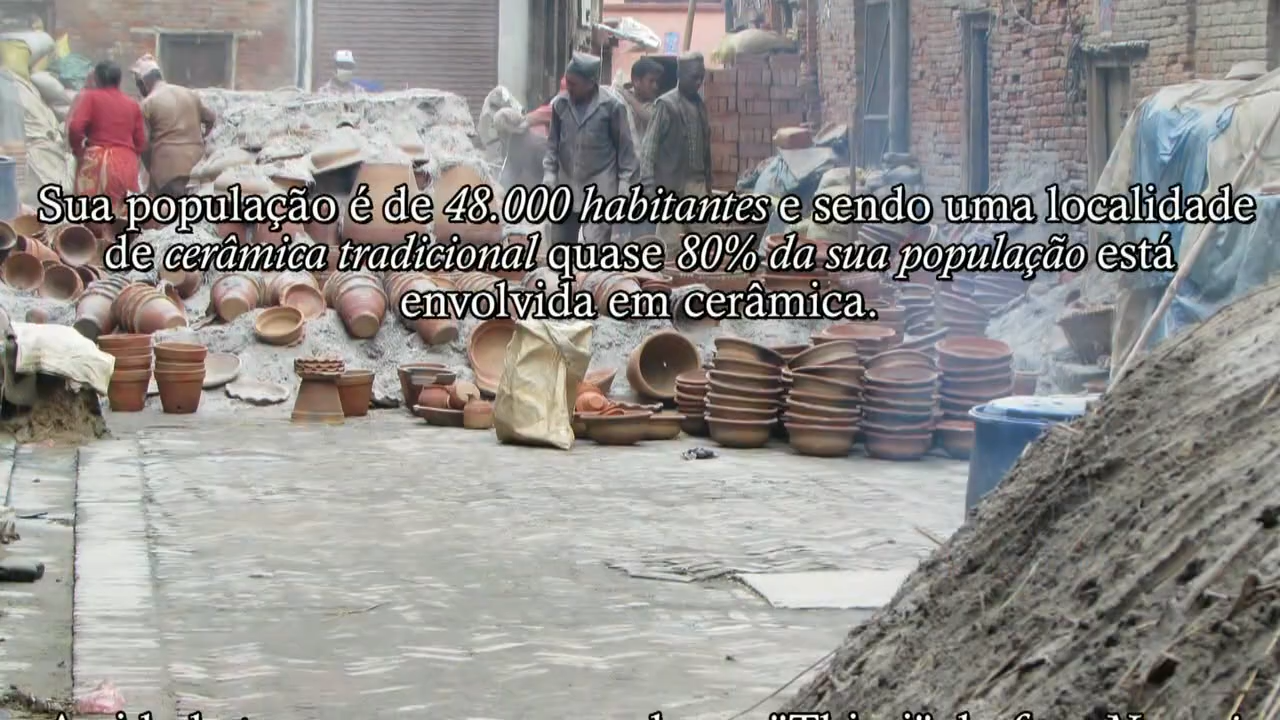 Sua população é de 48.000 habitantes e sendo uma localidade
de cerâmica tradicional quase 80% da sua população está
envolvida em cerâmica.